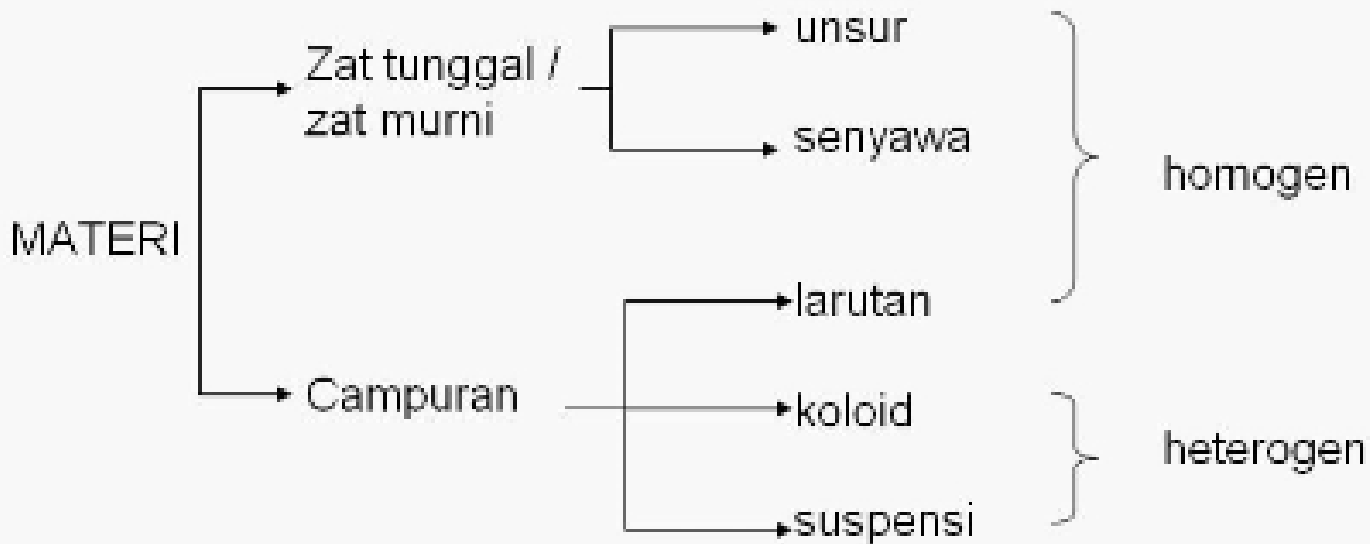 unsur
Zat tunggal /
zat murni
senyawa
homogen
MATERI
larutan
Campuran
koloid
heterogen
suspensi